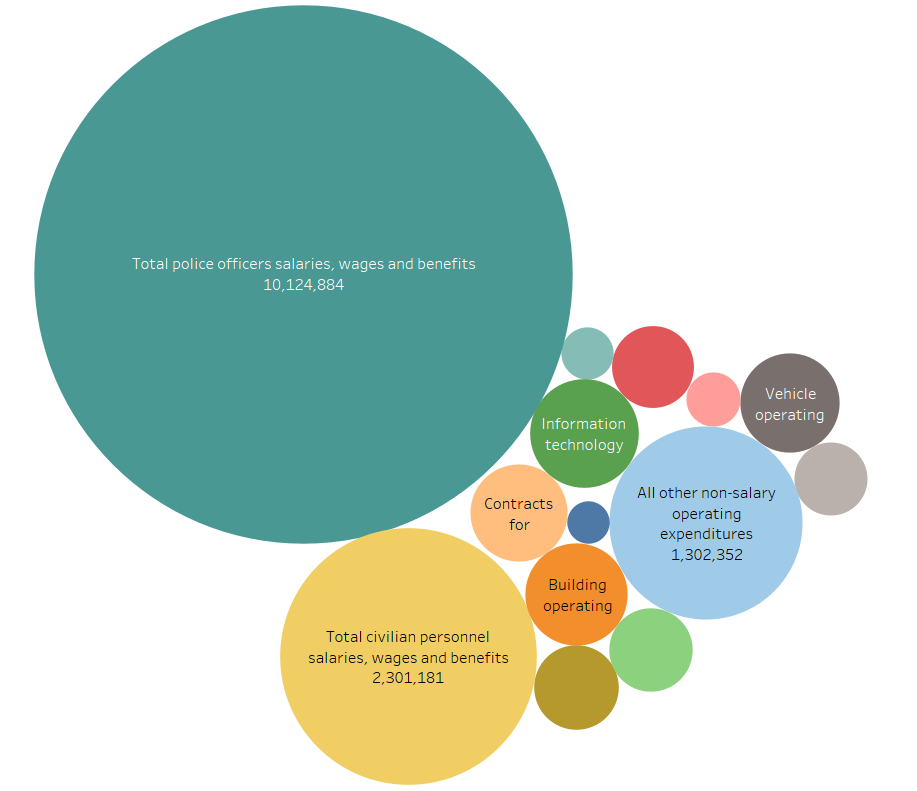 Total police officers salaries, wages and benefits
10,124,884
Vehicle
operating
Information
technology
All other non-salary
operating
expenditures
1,302,352
Contracts
for
Building
operating
Total civilian personnel
salaries, wages and benefits
2,301,181